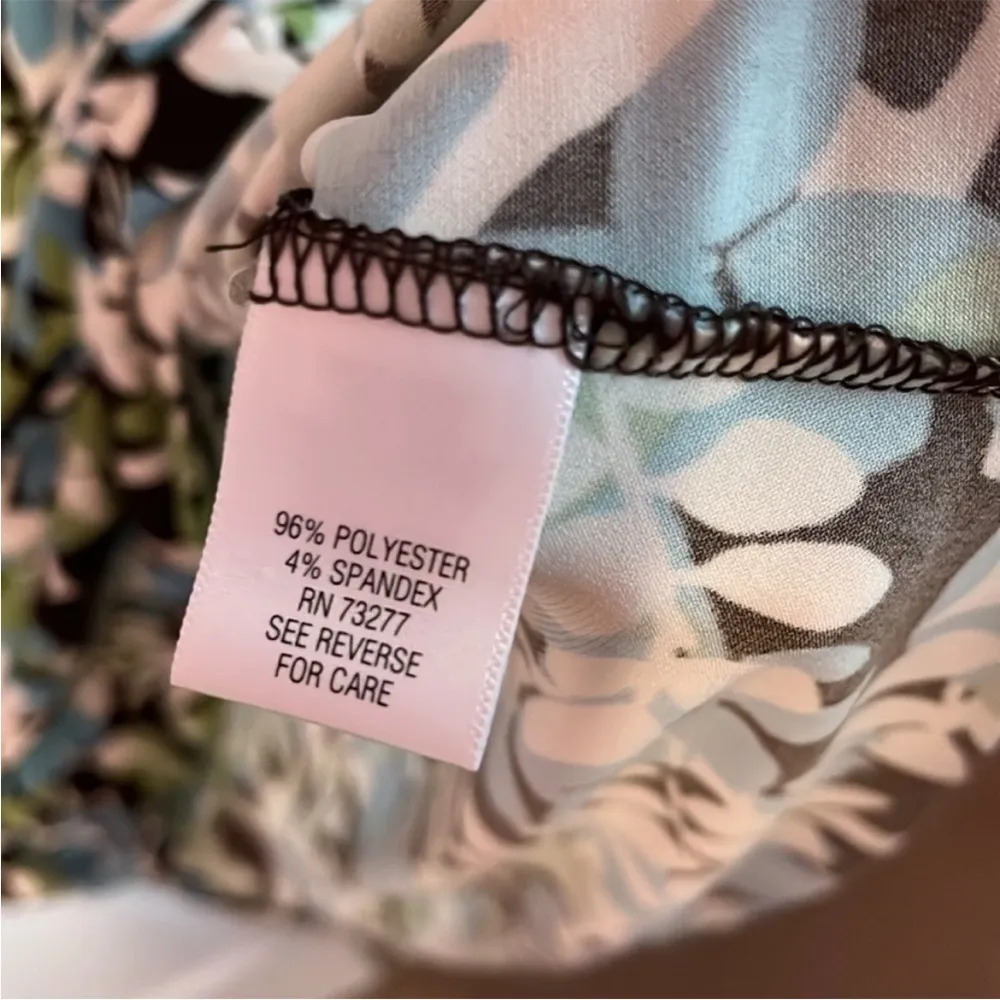 96% POLYESTER
4% SPANDEX
RN 73277
SEE REVERSE
FOR CARE